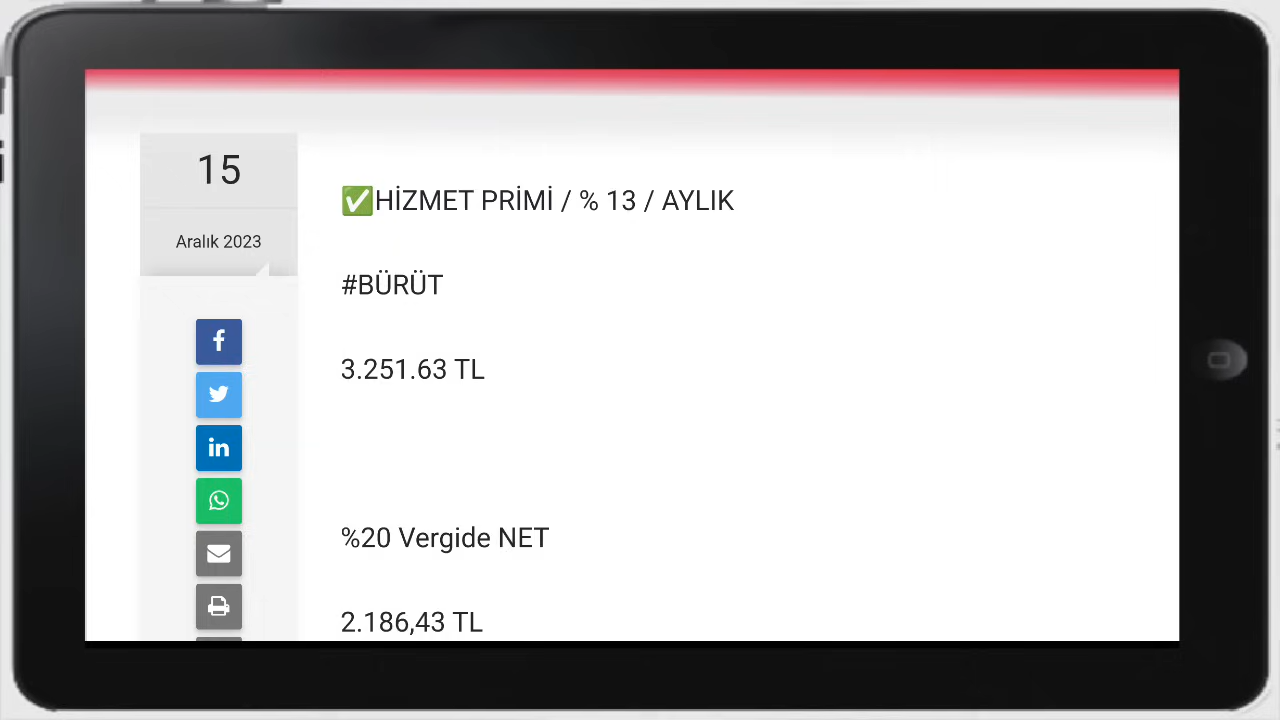 15
Aralık 2023
✅HİZMET PRİMİ / % 13 / AYLIK
#BÜRÜT
3.251.63 TL
%20 Vergide NET
2.186,43 TL